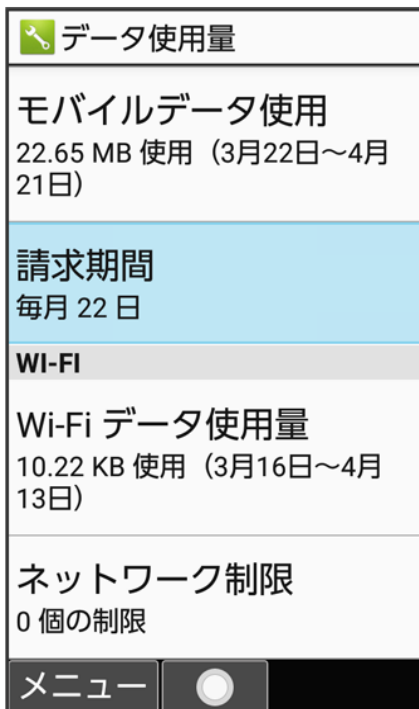 データ使用量
モバイルデータ使用
22.65 MB 使用（3月22日～4月
21日）
請求期間
毎月 22 日
WI-FI
Wi-Fi データ使用量
10.22 KB 使用（3月16日～4月
13日）
ネットワーク制限
0 個の制限
メニュー